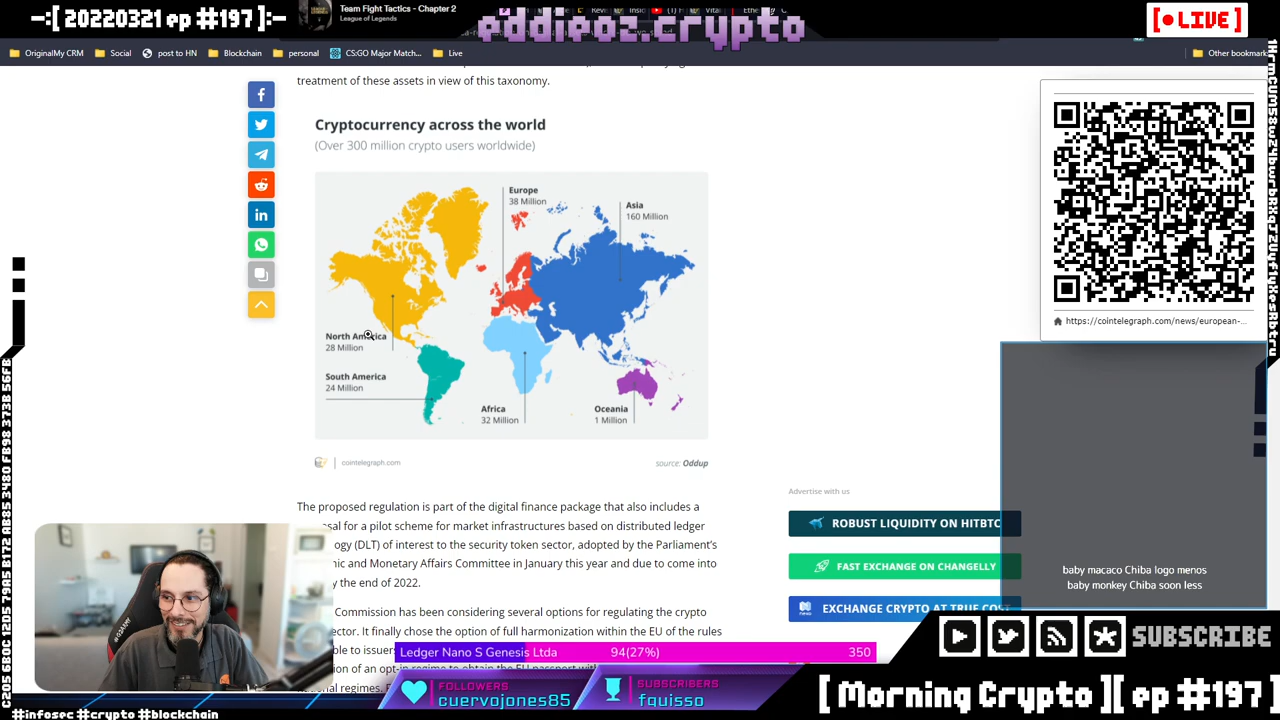 —:[ 20220321 ep #197 ]:—
Team Fight Tactics - Chapter 2
League of Legends
[ ● LIVE ]
OriginalMy CRM
Social
post to HN
Blockchain
personal
CS:GO Major Match...
Live
Other bookmark
treatment of these assets in view of this taxonomy.
Cryptocurrency across the world
(Over 300 million crypto users worldwide)
Europe
38 Million
Asia
160 Million
North America
28 Million
South America
24 Million
Africa
32 Million
Oceania
1 Million
cointelegraph.com
source: Oddup
https://cointelegraph.com/news/european-...
The proposed regulation is part of the digital finance package that also includes a
for a pilot scheme for market infrastructures based on distributed ledger
(DLT) of interest to the security token sector, adopted by the Parliament's
and Monetary Affairs Committee in January this year and due to come into
the end of 2022.
Commission has been considering several options for regulating the crypto
It finally chose the option of full harmonization within the EU of the rules
Advertise with us
ROBUST LIQUIDITY ON HITBTC
FAST EXCHANGE ON CHANGELLY
EXCHANGE CRYPTO AT TRUE COST
baby macaco Chiba logo menos
baby monkey Chiba soon less
Ledger Nano S Genesis Ltda 94(27%) 350
FOLLOWERS
cuervojones85
SUBSCRIBERS
fquisso
SUBSCRIBE
[ Morning Crypto ][ ep #197 ]
#infosec #crypto #blockchain